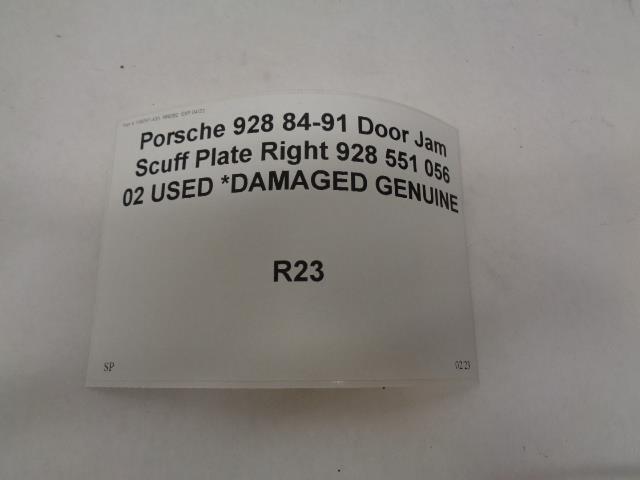 Porsche 928 84-91 Door Jam
Scuff Plate Right 928 551 056
02 USED *DAMAGED GENUINE
R23
SP
02/23